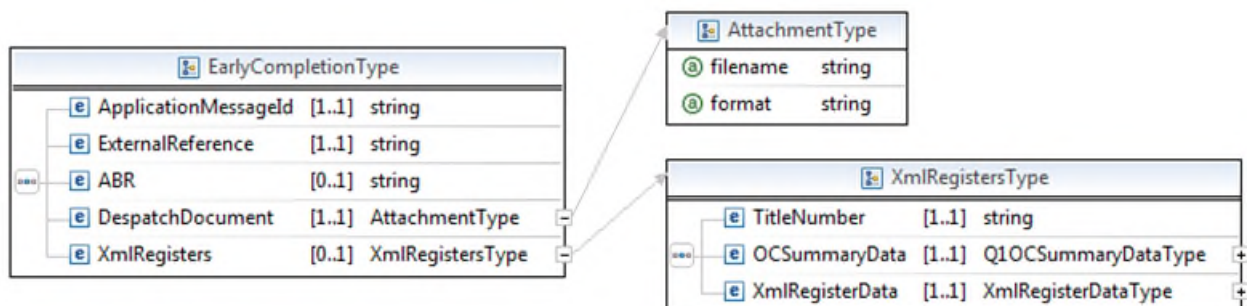 EarlyCompletionType
e ApplicationMessageId [1..1] string
e ExternalReference [1..1] string
e ABR [0..1] string
e DespatchDocument [1..1] AttachmentType
e XmlRegisters [0..1] XmlRegistersType
AttachmentType
a filename string
a format string
XmlRegistersType
e TitleNumber [1..1] string
e OCSummaryData [1..1] Q1OCSummaryDataType
e XmlRegisterData [1..1] XmlRegisterDataType